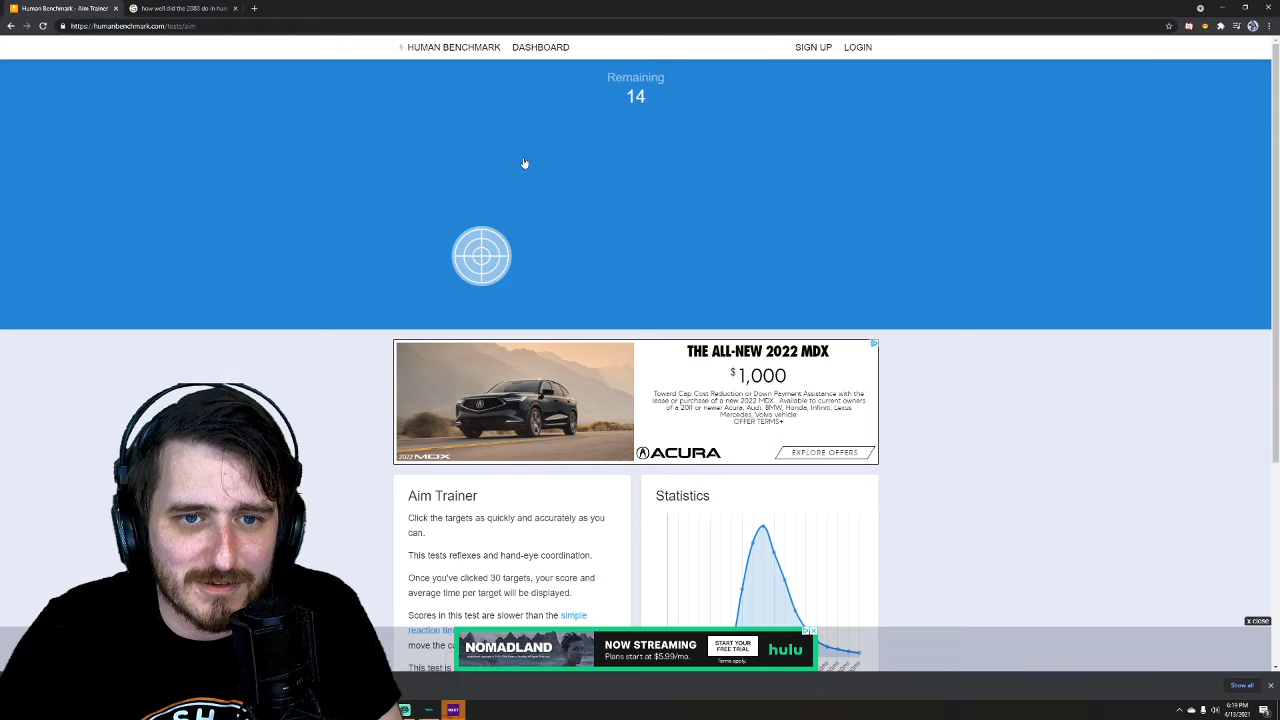 Human Benchmark - Aim Trainer
how well did the 2080 do in hum
https://humanbenchmark.com/tests/aim
HUMAN BENCHMARK DASHBOARD SIGN UP LOGIN
Remaining
14
THE ALL-NEW 2022 MDX
$1,000
Toward Cap Cost Reduction or Down Payment Assistance with the
lease or purchase of a new 2022 MDX. Available to current owners
of a 2011 or newer Acura, Audi, BMW, Honda, Infiniti, Lexus
Mercedes, Volvo vehicle.
OFFER TERMS+
2022 MDX
ACURA
EXPLORE OFFERS
Aim Trainer
Click the targets as quickly and accurately as you
can.
This tests reflexes and hand-eye coordination.
Once you've clicked 30 targets, your score and
average time per target will be displayed.
Scores in this test are slower than the simple
reaction
move the
This test is
Statistics
x close
NOMADLAND
NOW STREAMING
Plans start at $5.99/mo.
START YOUR
FREE TRIAL
Terms apply.
hulu
Show all
NEXT
6:19 PM
4/13/2021
SH